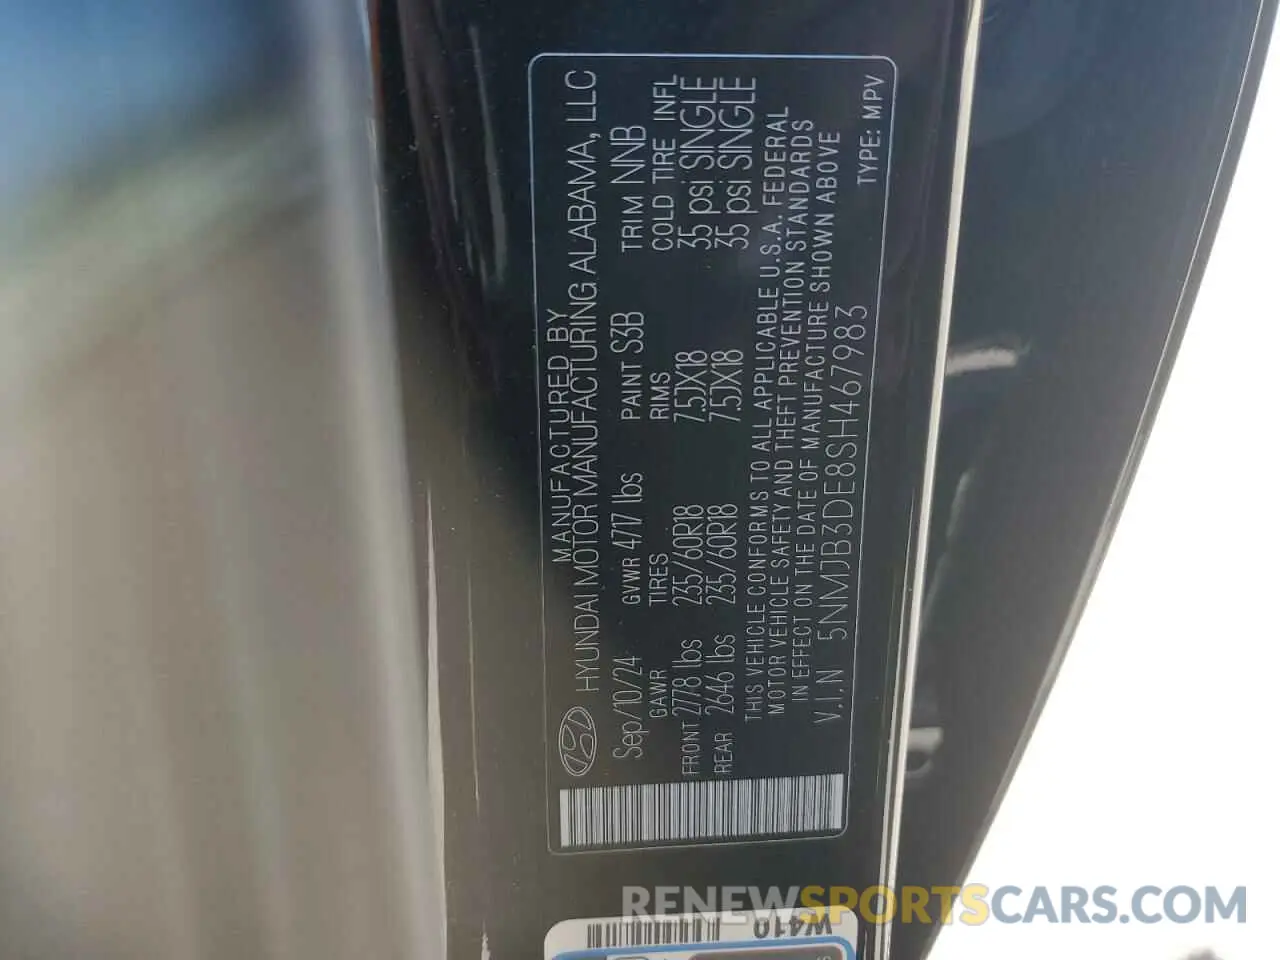 MANUFACTURED BY
HYUNDAI MOTOR MANUFACTURING ALABAMA, LLC
Sep/10/24 GVWR 4717 lbs PAINT S3B TRIM NNB
GAWR TIRES RIMS COLD TIRE INFL
FRONT 2778 lbs 235/60R18 7.5JX18 35 psi SINGLE
REAR 2646 lbs 235/60R18 7.5JX18 35 psi SINGLE
THIS VEHICLE CONFORMS TO ALL APPLICABLE U.S.A. FEDERAL
MOTOR VEHICLE SAFETY AND THEFT PREVENTION STANDARDS
IN EFFECT ON THE DATE OF MANUFACTURE SHOWN ABOVE
V.I.N 5NMJB3DE8SH467983 TYPE: MPV
W410
RENEWSPORTSCARS.COM